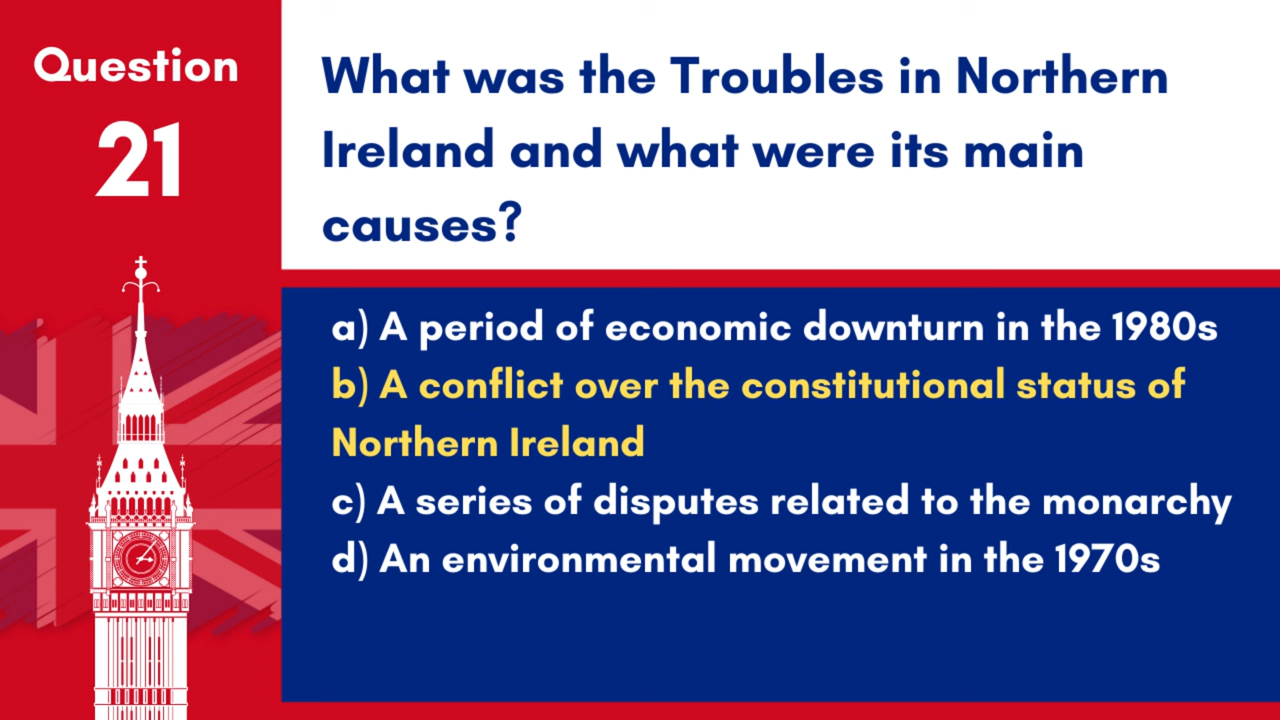 Question
21
What was the Troubles in Northern
Ireland and what were its main
causes?
a) A period of economic downturn in the 1980s
b) A conflict over the constitutional status of
Northern Ireland
c) A series of disputes related to the monarchy
d) An environmental movement in the 1970s